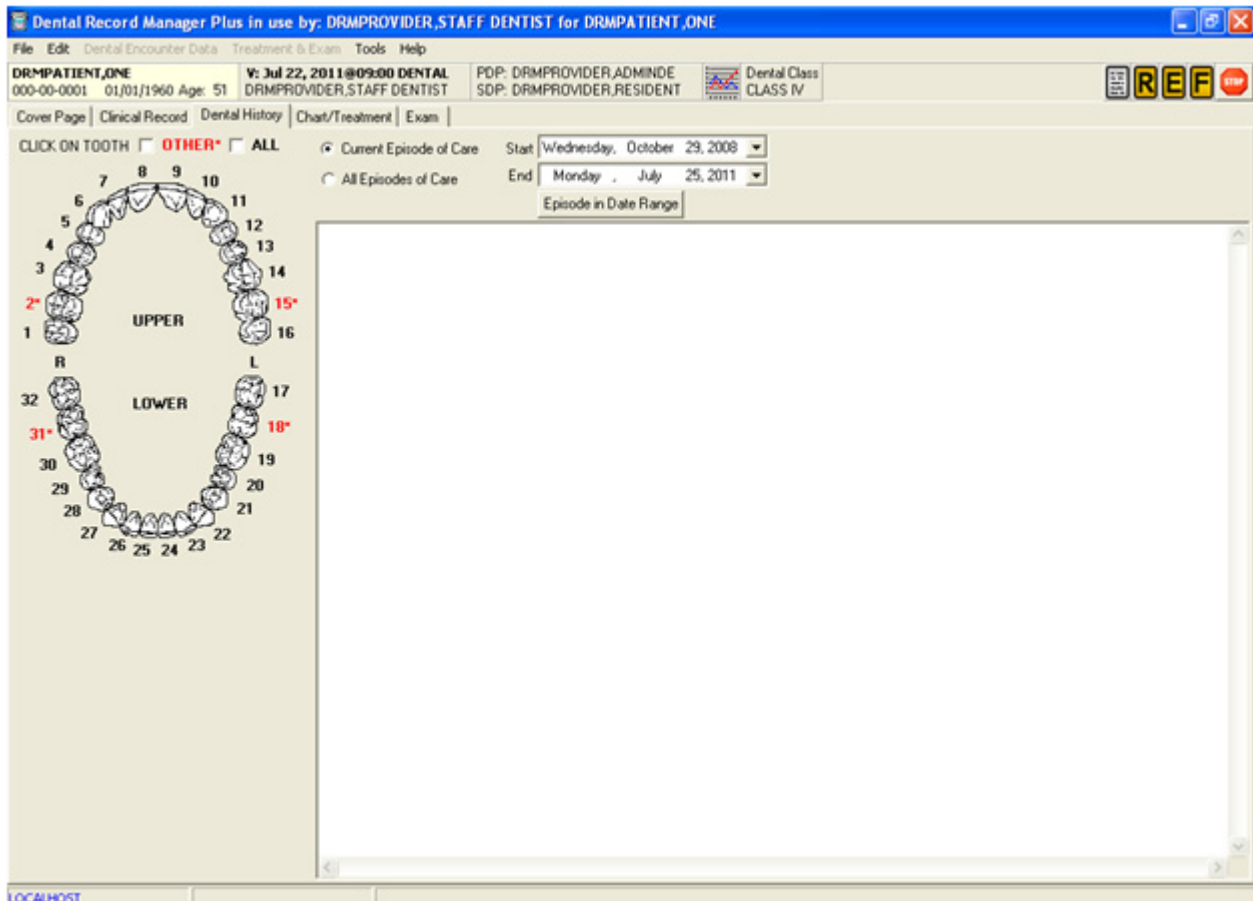 Dental Record Manager Plus in use by: DRMPROVIDER,STAFF DENTIST for DRMPATIENT,ONE
File Edit Dental Encounter Data Treatment & Exam Tools Help
DRMPATIENT,ONE V: Jul 22, 2011@09:00 DENTAL PDP: DRMPROVIDER,ADMINDE Dental Class
000-00-0001 01/01/1960 Age: 51 DRMPROVIDER,STAFF DENTIST SDP: DRMPROVIDER,RESIDENT CLASS IV R E F STOP
Cover Page Clinical Record Dental History Chart/Treatment Exam
CLICK ON TOOTH OTHER* ALL Current Episode of Care Start Wednesday, October 29, 2008
All Episodes of Care End Monday , July 25, 2011
Episode in Date Range
7 8 9 10
6 11
5 12
4 13
3 14
2* 15*
1 UPPER 16
R L
32 LOWER 17
31* 18*
30 19
29 20
28 21
27 22
26 25 24 23
LOCALHOST